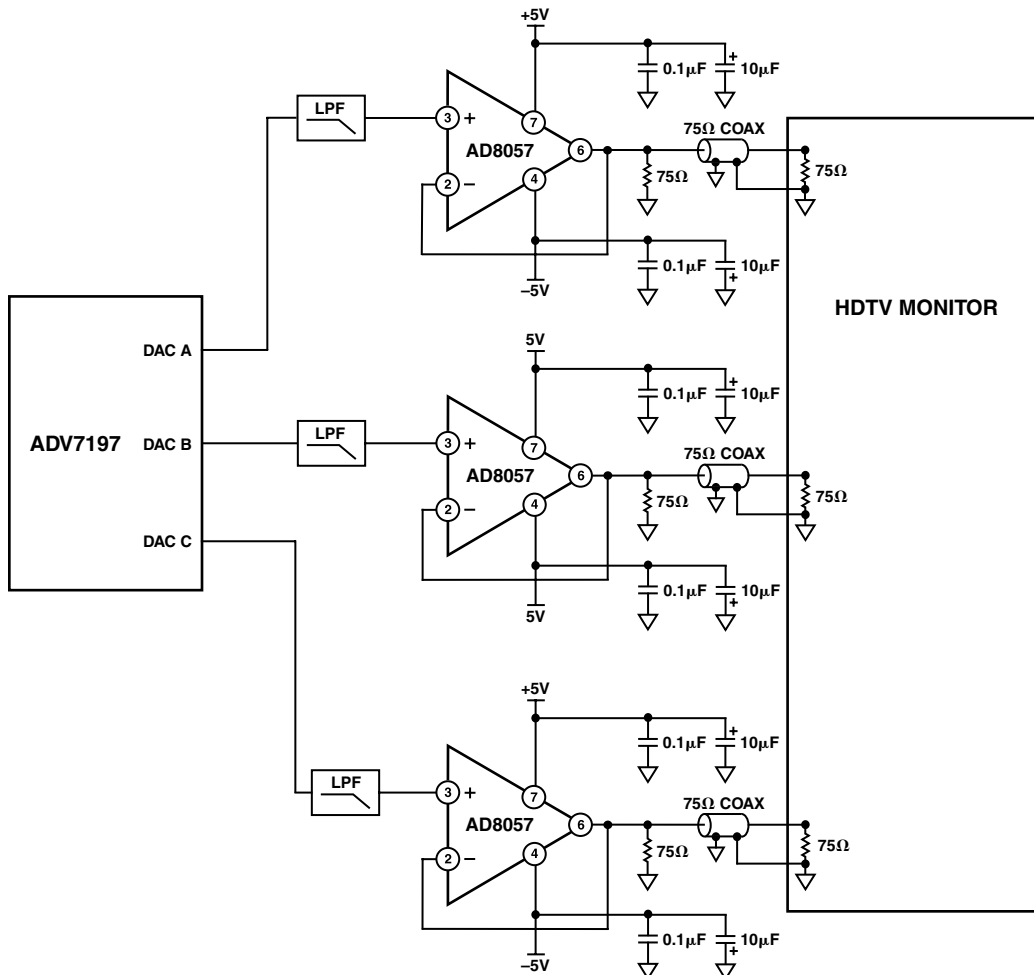 +5V
0.1µF
10µF
+
LPF
3
+
7
AD8057
6
2
−
4
75Ω COAX
75Ω
75Ω
0.1µF
10µF
+
−5V
HDTV MONITOR
ADV7197
DAC A
DAC B
DAC C
5V
0.1µF
10µF
+
LPF
3
+
7
AD8057
6
2
−
4
75Ω COAX
75Ω
75Ω
0.1µF
10µF
+
5V
+5V
0.1µF
10µF
+
LPF
3
+
7
AD8057
6
2
−
4
75Ω COAX
75Ω
75Ω
0.1µF
10µF
+
−5V